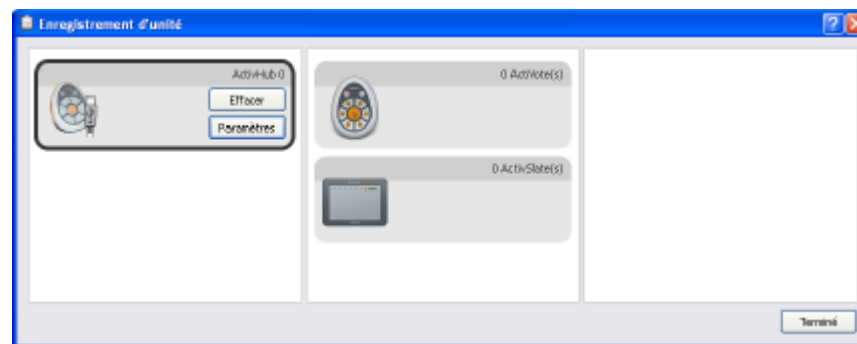 Enregistrement d'unité
ActivHub 0
Effacer
Paramètres
0 ActiVote(s)
0 ActivSlate(s)
Terminé